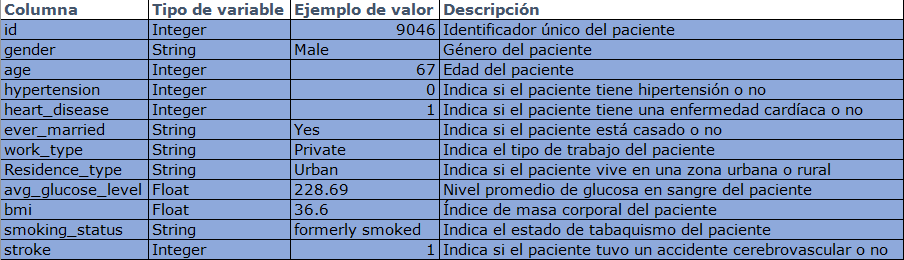 Columna Tipo de variable Ejemplo de valor Descripción
id Integer 9046 Identificador único del paciente
gender String Male Género del paciente
age Integer 67 Edad del paciente
hypertension Integer 0 Indica si el paciente tiene hipertensión o no
heart_disease Integer 1 Indica si el paciente tiene una enfermedad cardíaca o no
ever_married String Yes Indica si el paciente está casado o no
work_type String Private Indica el tipo de trabajo del paciente
Residence_type String Urban Indica si el paciente vive en una zona urbana o rural
avg_glucose_level Float 228.69 Nivel promedio de glucosa en sangre del paciente
bmi Float 36.6 Índice de masa corporal del paciente
smoking_status String formerly smoked Indica el estado de tabaquismo del paciente
stroke Integer 1 Indica si el paciente tuvo un accidente cerebrovascular o no